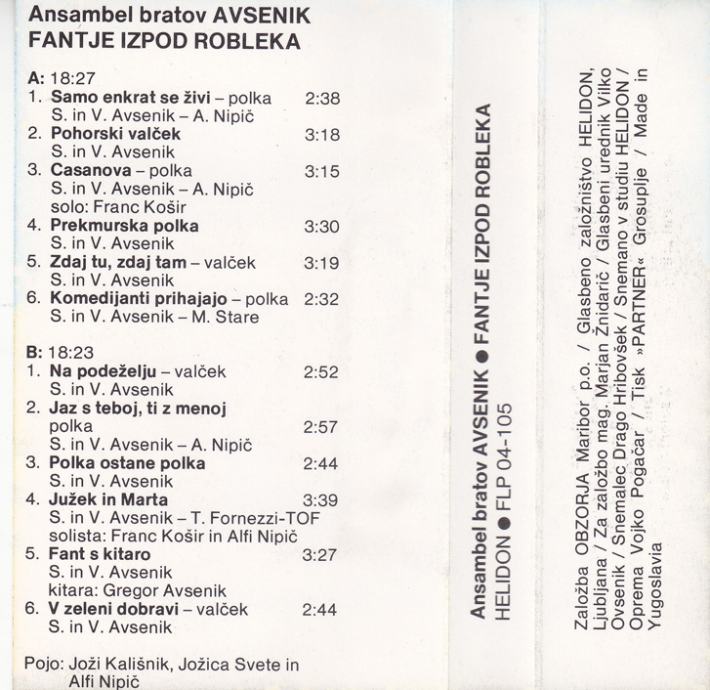 Ansambel bratov AVSENIK
FANTJE IZPOD ROBLEKA
A: 18:27
1. Samo enkrat se živi – polka 2:38
S. in V. Avsenik – A. Nipič
2. Pohorski valček 3:18
S. in V. Avsenik
3. Casanova – polka 3:15
S. in V. Avsenik – A. Nipič
solo: Franc Košir
4. Prekmurska polka 3:30
S. in V. Avsenik
5. Zdaj tu, zdaj tam – valček 3:19
S. in V. Avsenik
6. Komedijanti prihajajo – polka 2:32
S. in V. Avsenik – M. Stare
B: 18:23
1. Na podeželju – valček 2:52
S. in V. Avsenik
2. Jaz s teboj, ti z menoj
polka 2:57
S. in V. Avsenik – A. Nipič
3. Polka ostane polka 2:44
S. in V. Avsenik
4. Južek in Marta 3:39
S. in V. Avsenik – T. Fornezzi-TOF
solista: Franc Košir in Alfi Nipič
5. Fant s kitaro 3:27
S. in V. Avsenik
kitara: Gregor Avsenik
6. V zeleni dobravi – valček 2:44
S. in V. Avsenik
Pojo: Joži Kališnik, Jožica Svete in
Alfi Nipič
Ansambel bratov AVSENIK ● FANTJE IZPOD ROBLEKA
HELIDON ● FLP 04-105
Založba OBZORJA Maribor p.o. / Glasbeno založništvo HELIDON,
Ljubljana / Za založbo mag. Marjan Žnidarič / Glasbeni urednik Vilko
Ovsenik / Snemalec Drago Hribovšek / Snemano v studiu HELIDON /
Oprema Vojko Pogačar / Tisk »PARTNER« Grosuplje / Made in
Yugoslavia